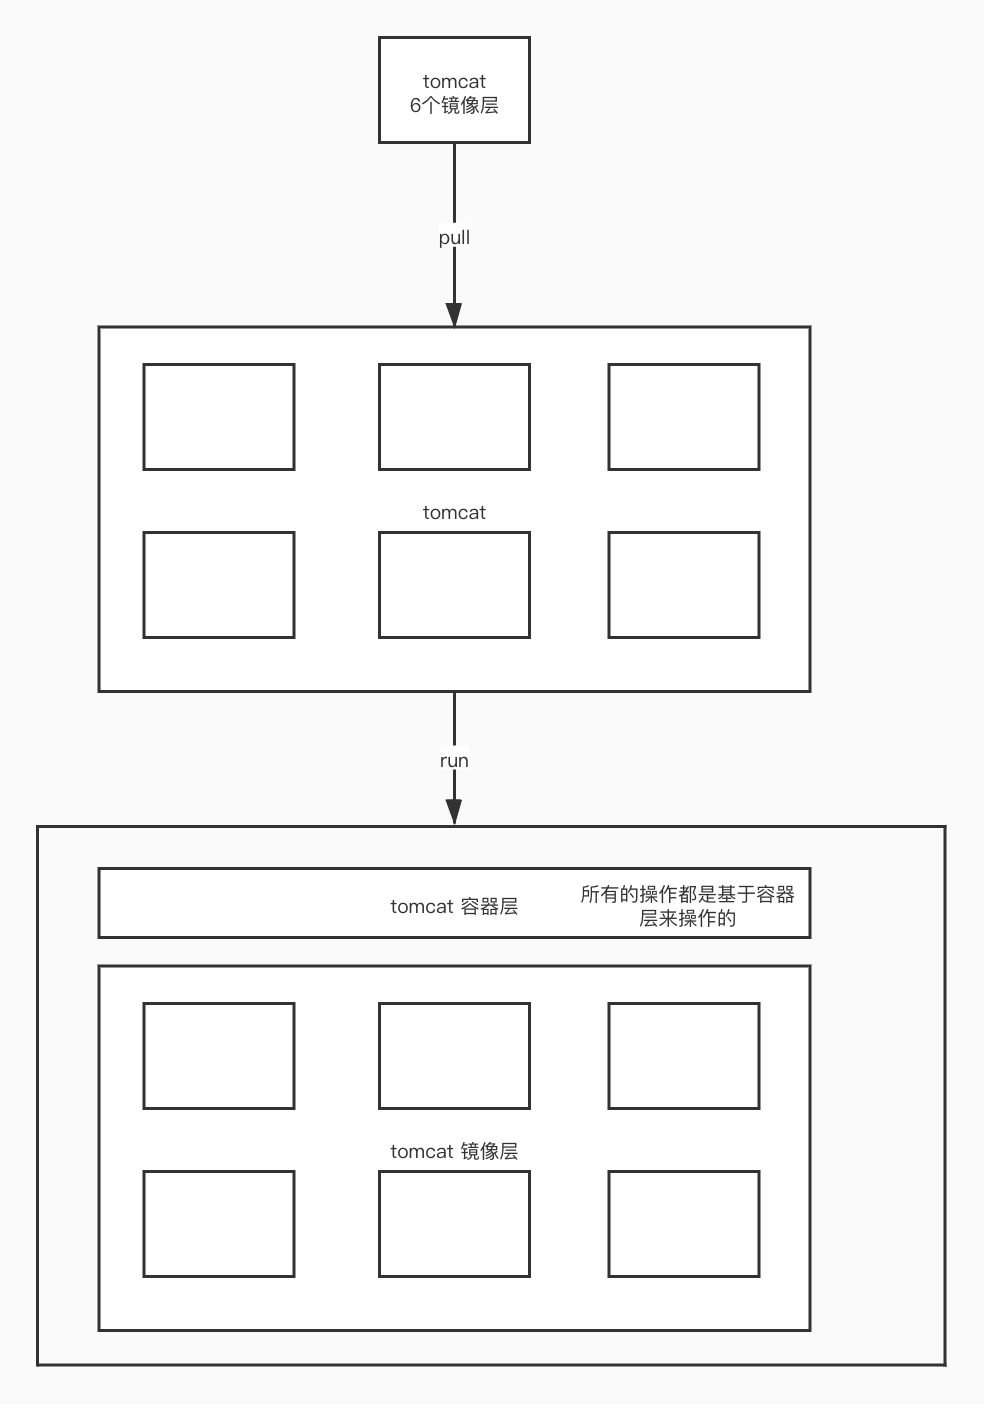 tomcat
6个镜像层
pull
tomcat
run
tomcat 容器层
所有的操作都是基于容器
层来操作的
tomcat 镜像层